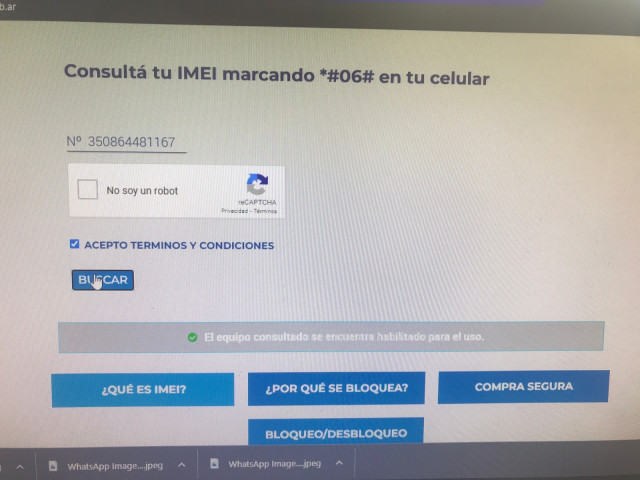 b.ar
Consultá tu IMEI marcando *#06# en tu celular
Nº 350864481167
No soy un robot
reCAPTCHA
Privacidad - Términos
ACEPTO TERMINOS Y CONDICIONES
BUSCAR
El equipo consultado se encuentra habilitado para el uso.
¿QUÉ ES IMEI?
¿POR QUÉ SE BLOQUEA?
COMPRA SEGURA
BLOQUEO/DESBLOQUEO
WhatsApp Image....jpeg
WhatsApp Image....jpeg